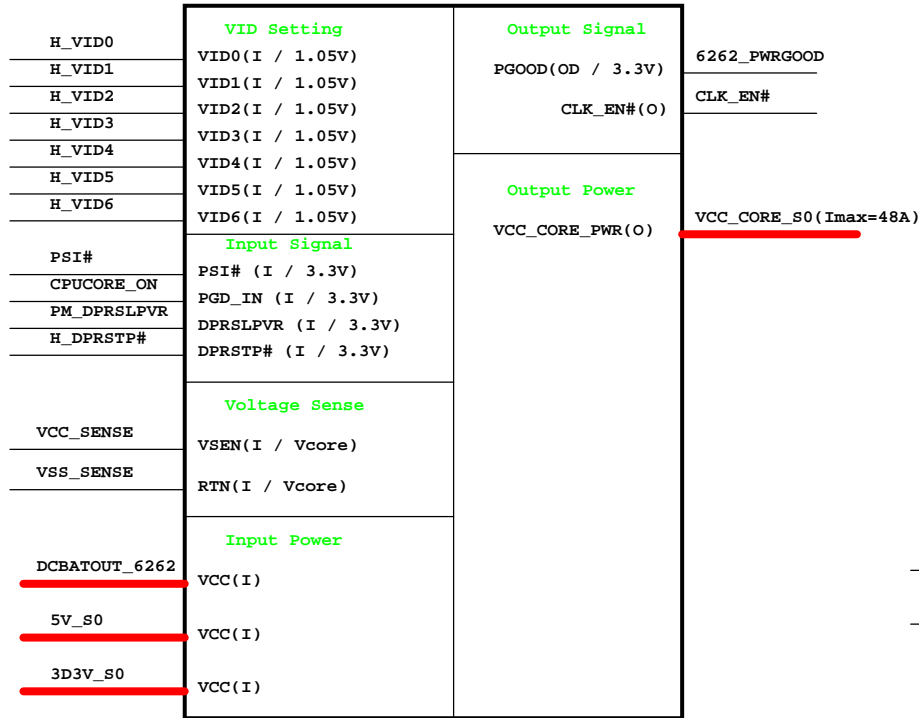 VID Setting
H_VID0
VID0(I / 1.05V)
H_VID1
VID1(I / 1.05V)
H_VID2
VID2(I / 1.05V)
H_VID3
VID3(I / 1.05V)
H_VID4
VID4(I / 1.05V)
H_VID5
VID5(I / 1.05V)
H_VID6
VID6(I / 1.05V)
Input Signal
PSI#
PSI# (I / 3.3V)
CPUCORE_ON
PGD_IN (I / 3.3V)
PM_DPRSLPVR
DPRSLPVR (I / 3.3V)
H_DPRSTP#
DPRSTP# (I / 3.3V)
Voltage Sense
VCC_SENSE
VSEN(I / Vcore)
VSS_SENSE
RTN(I / Vcore)
Input Power
DCBATOUT_6262
VCC(I)
5V_S0
VCC(I)
3D3V_S0
VCC(I)
Output Signal
PGOOD(OD / 3.3V)
6262_PWRGOOD
CLK_EN#(O)
CLK_EN#
Output Power
VCC_CORE_PWR(O)
VCC_CORE_S0(Imax=48A)